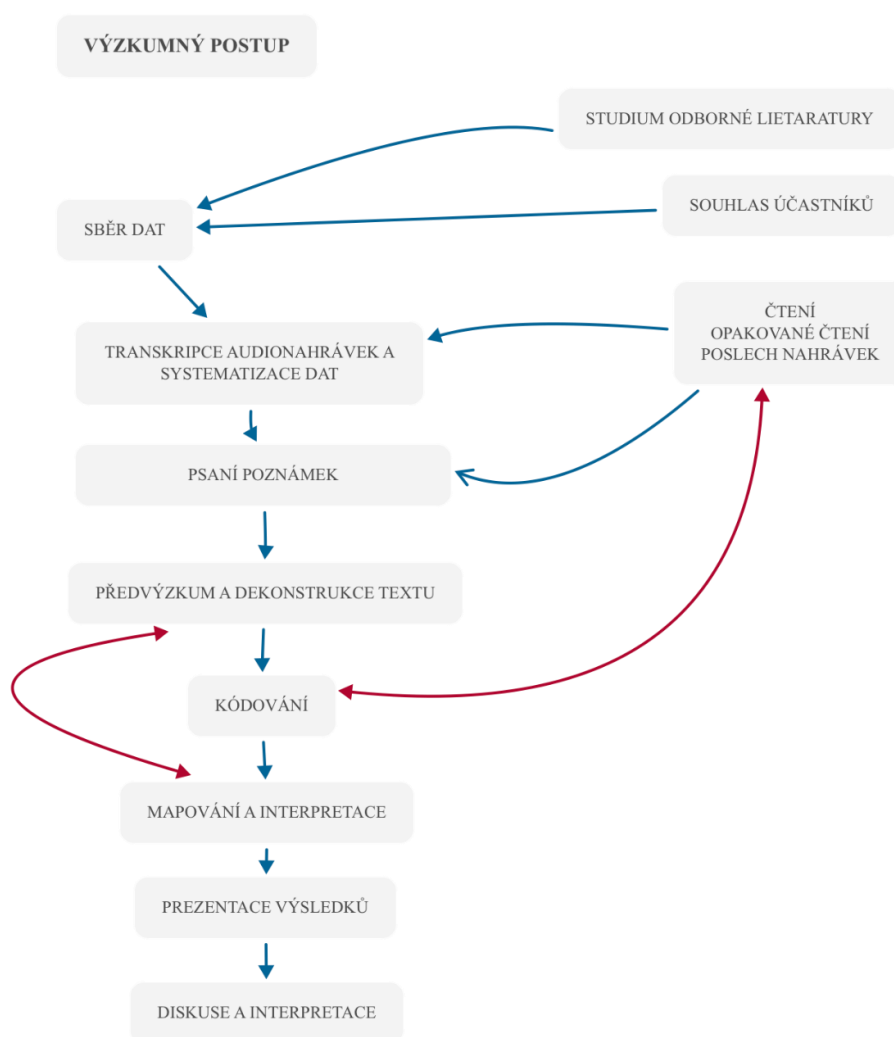 VÝZKUMNÝ POSTUP
STUDIUM ODBORNÉ LIETARATURY
SOUHLAS ÚČASTNÍKŮ
SBĚR DAT
ČTENÍ
OPAKOVANÉ ČTENÍ
POSLECH NAHRÁVEK
TRANSKRIPCE AUDIONAHRÁVEK A
SYSTEMATIZACE DAT
PSANÍ POZNÁMEK
PŘEDVÝZKUM A DEKONSTRUKCE TEXTU
KÓDOVÁNÍ
MAPOVÁNÍ A INTERPRETACE
PREZENTACE VÝSLEDKŮ
DISKUSE A INTERPRETACE